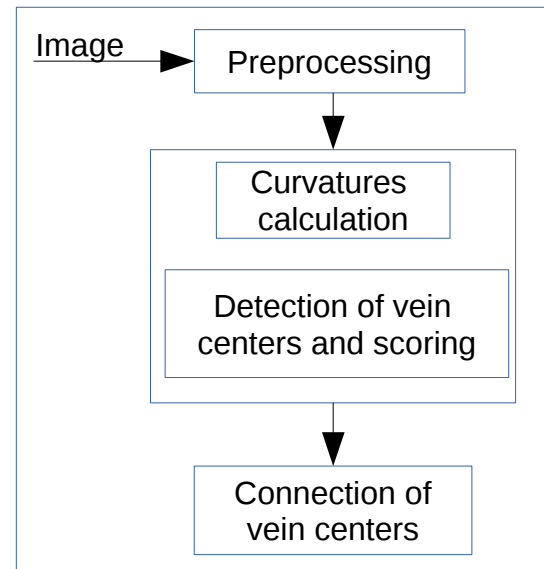 Image
Preprocessing
Curvatures
calculation
Detection of vein
centers and scoring
Connection of
vein centers